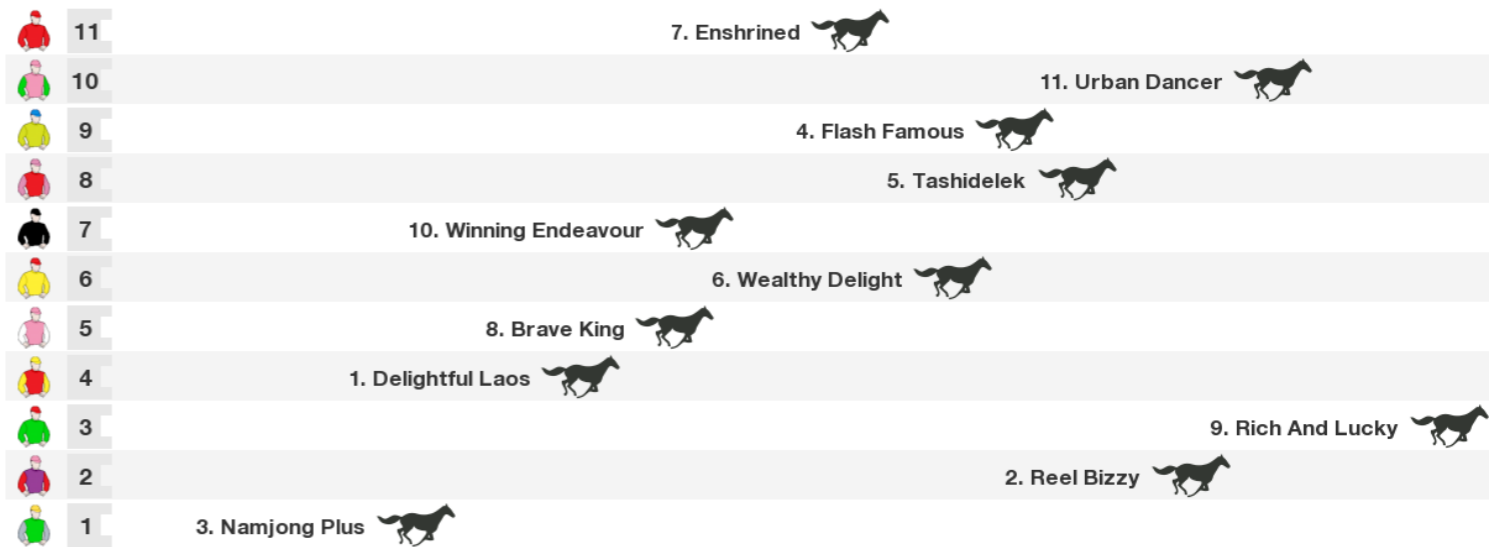 11 7. Enshrined
10 11. Urban Dancer
9 4. Flash Famous
8 5. Tashidelek
7 10. Winning Endeavour
6 6. Wealthy Delight
5 8. Brave King
4 1. Delightful Laos
3 9. Rich And Lucky
2 2. Reel Bizzy
1 3. Namjong Plus